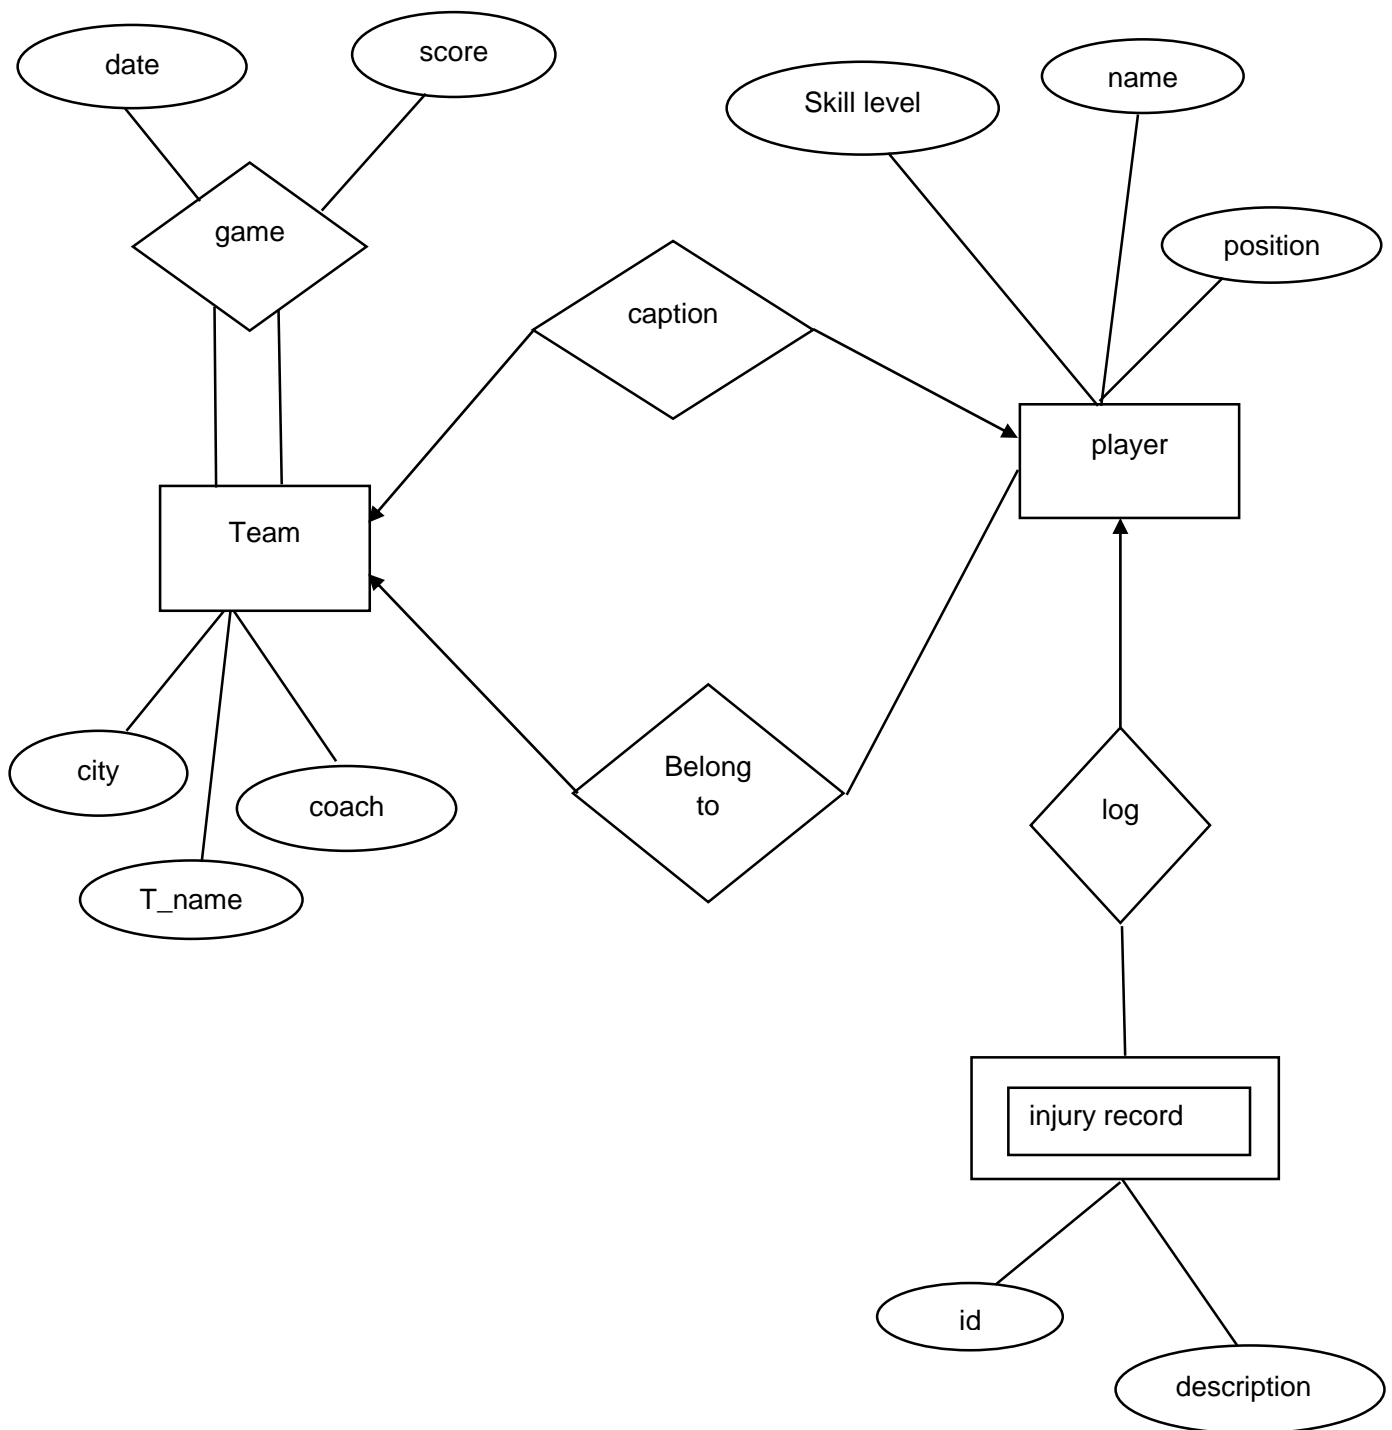 date
score
Skill level
name
position
game
caption
player
Team
city
coach
T_name
Belong
to
log
injury record
id
description